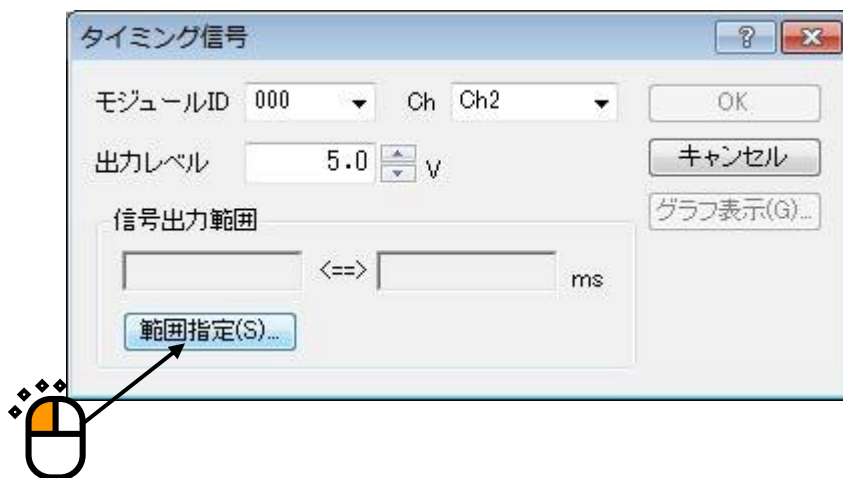 タイミング信号
モジュールID 000 Ch Ch2 OK
出力レベル 5.0 V キャンセル
グラフ表示(G)...
信号出力範囲
<==> ms
範囲指定(S)...